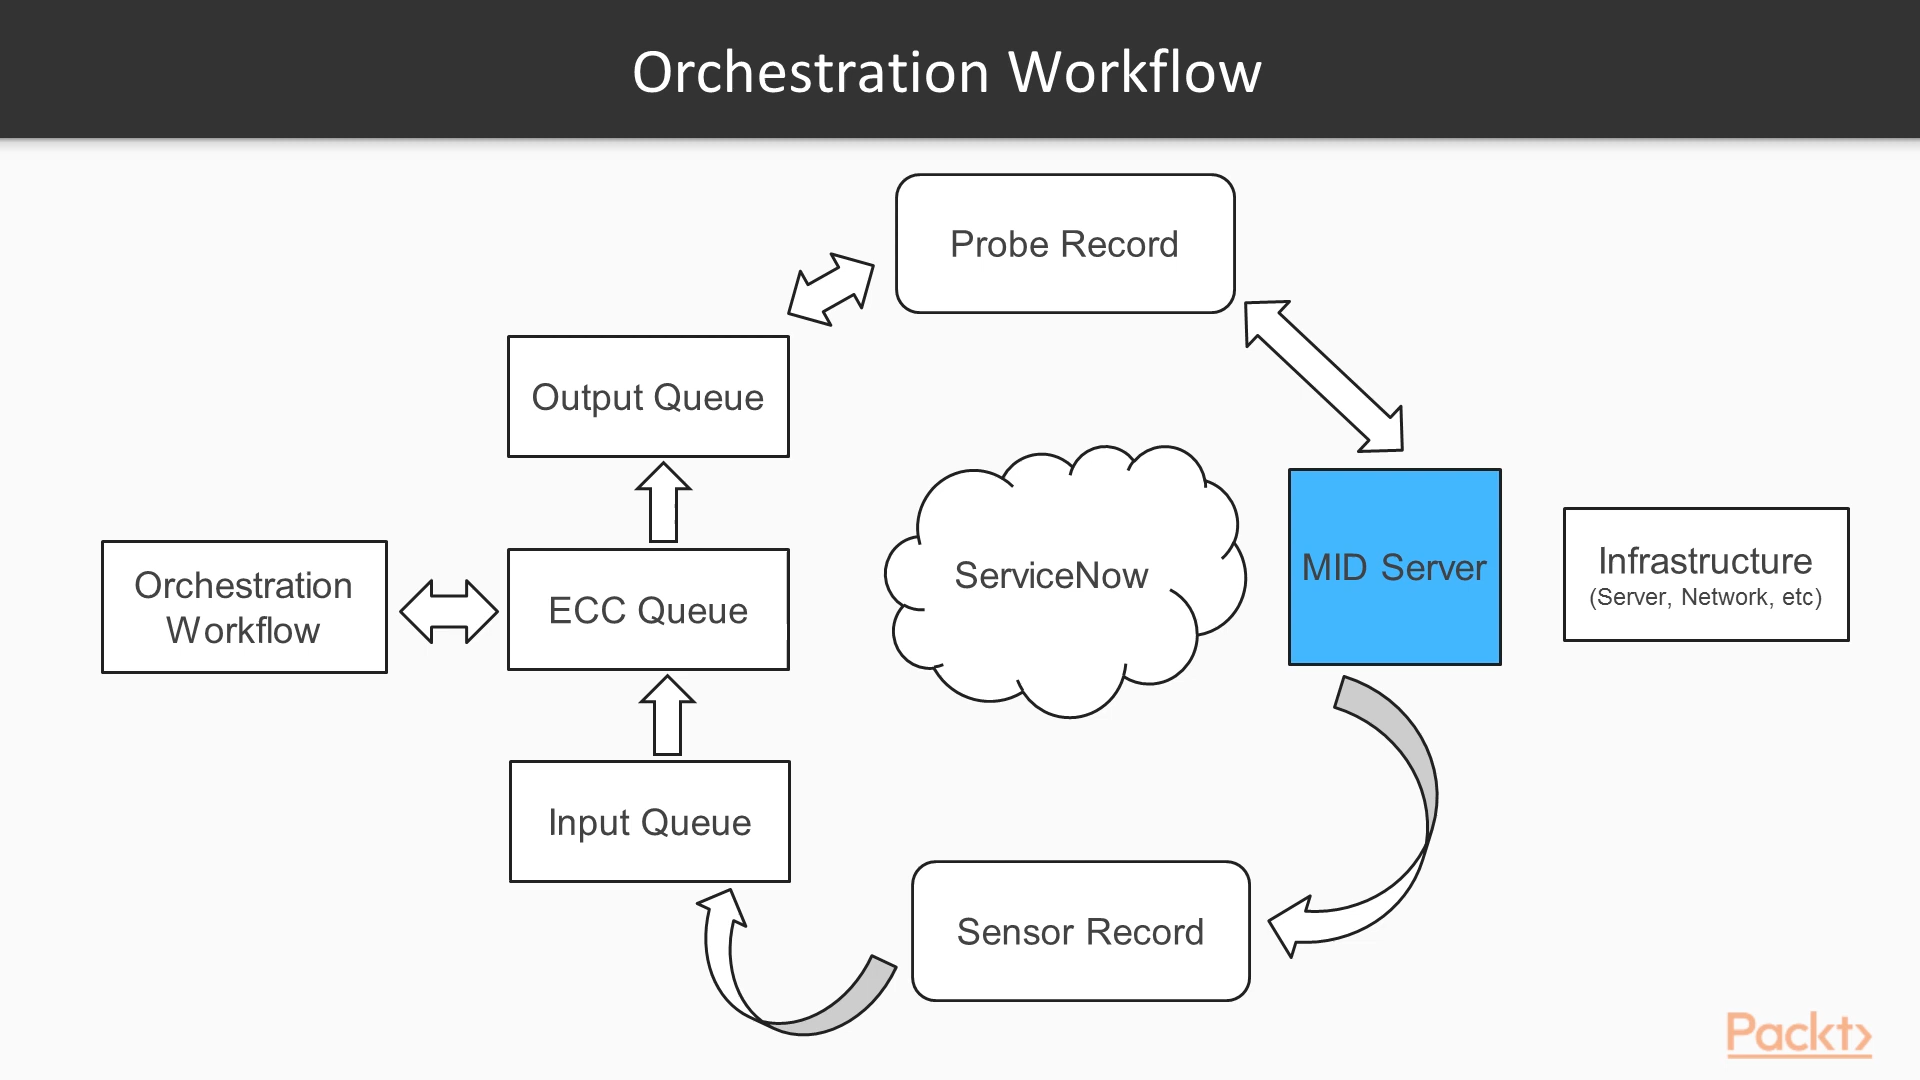 Orchestration Workflow
Probe Record
Output Queue
Orchestration
Workflow
ECC Queue
ServiceNow
MID Server
Infrastructure
(Server, Network, etc)
Input Queue
Sensor Record
Packt>